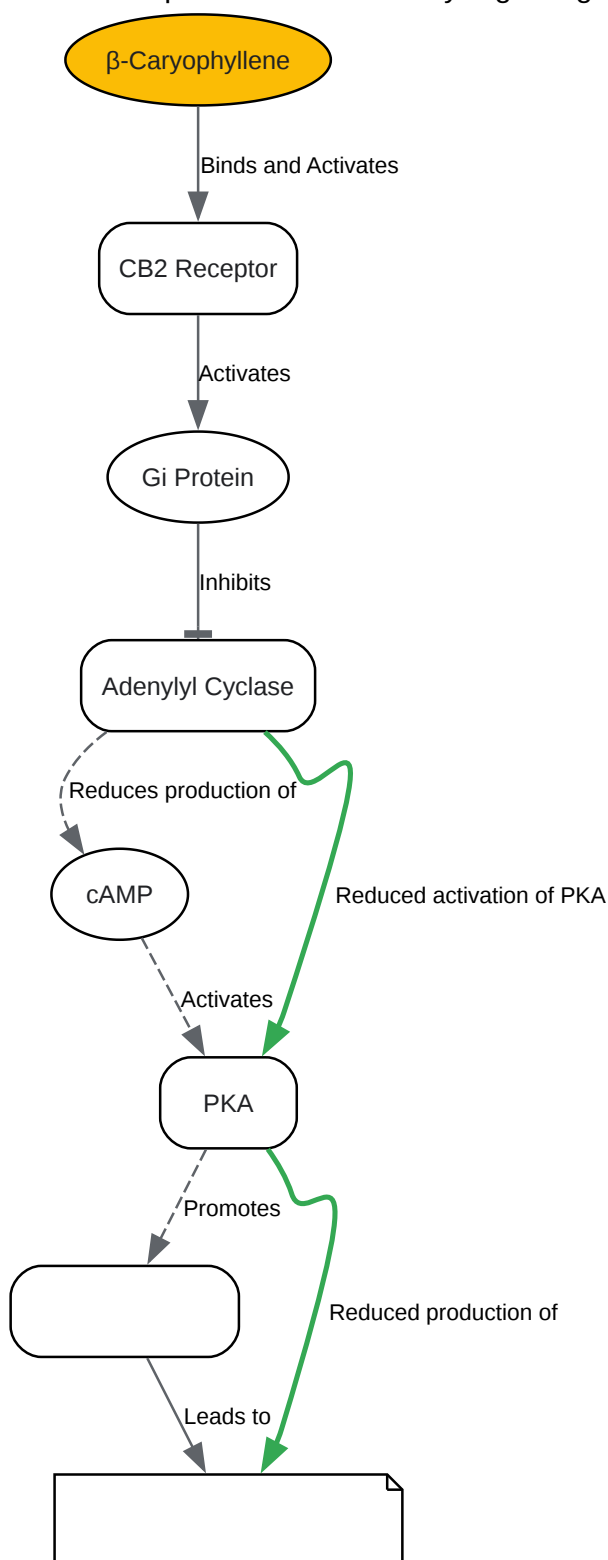 β-Caryophyllene
Binds and Activates
CB2 Receptor
Activates
Gi Protein
Inhibits
Adenylyl Cyclase
Reduces production of
cAMP
Reduced activation of PKA
Activates
PKA
Promotes
Reduced production of
Leads to